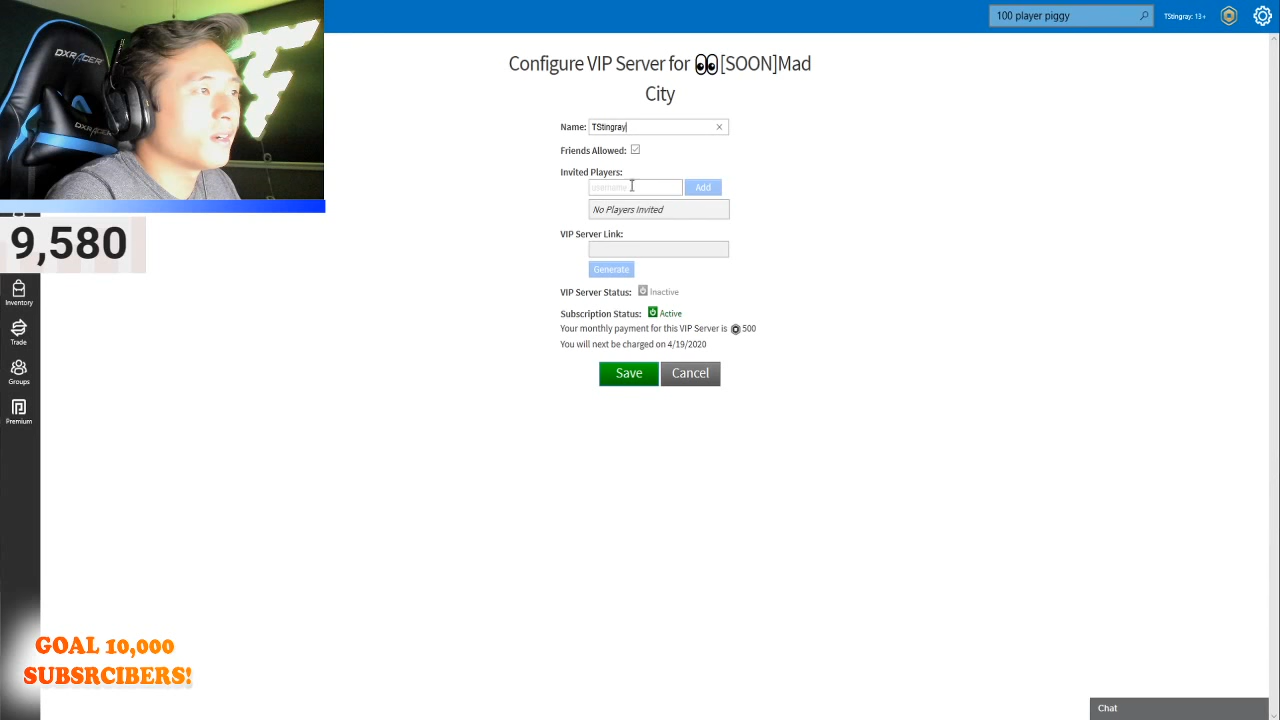 DXRACER
DXRACER
100 player piggy
TStingray: 13+
Configure VIP Server for 👀[SOON]Mad
City
Name: TStingray
Friends Allowed:
Invited Players:
username
Add
No Players Invited
VIP Server Link:
Generate
VIP Server Status: Inactive
Subscription Status: Active
Your monthly payment for this VIP Server is 500
You will next be charged on 4/19/2020
Save Cancel
9,580
Inventory
Trade
Groups
Premium
GOAL 10,000
SUBSRCIBERS!
Chat